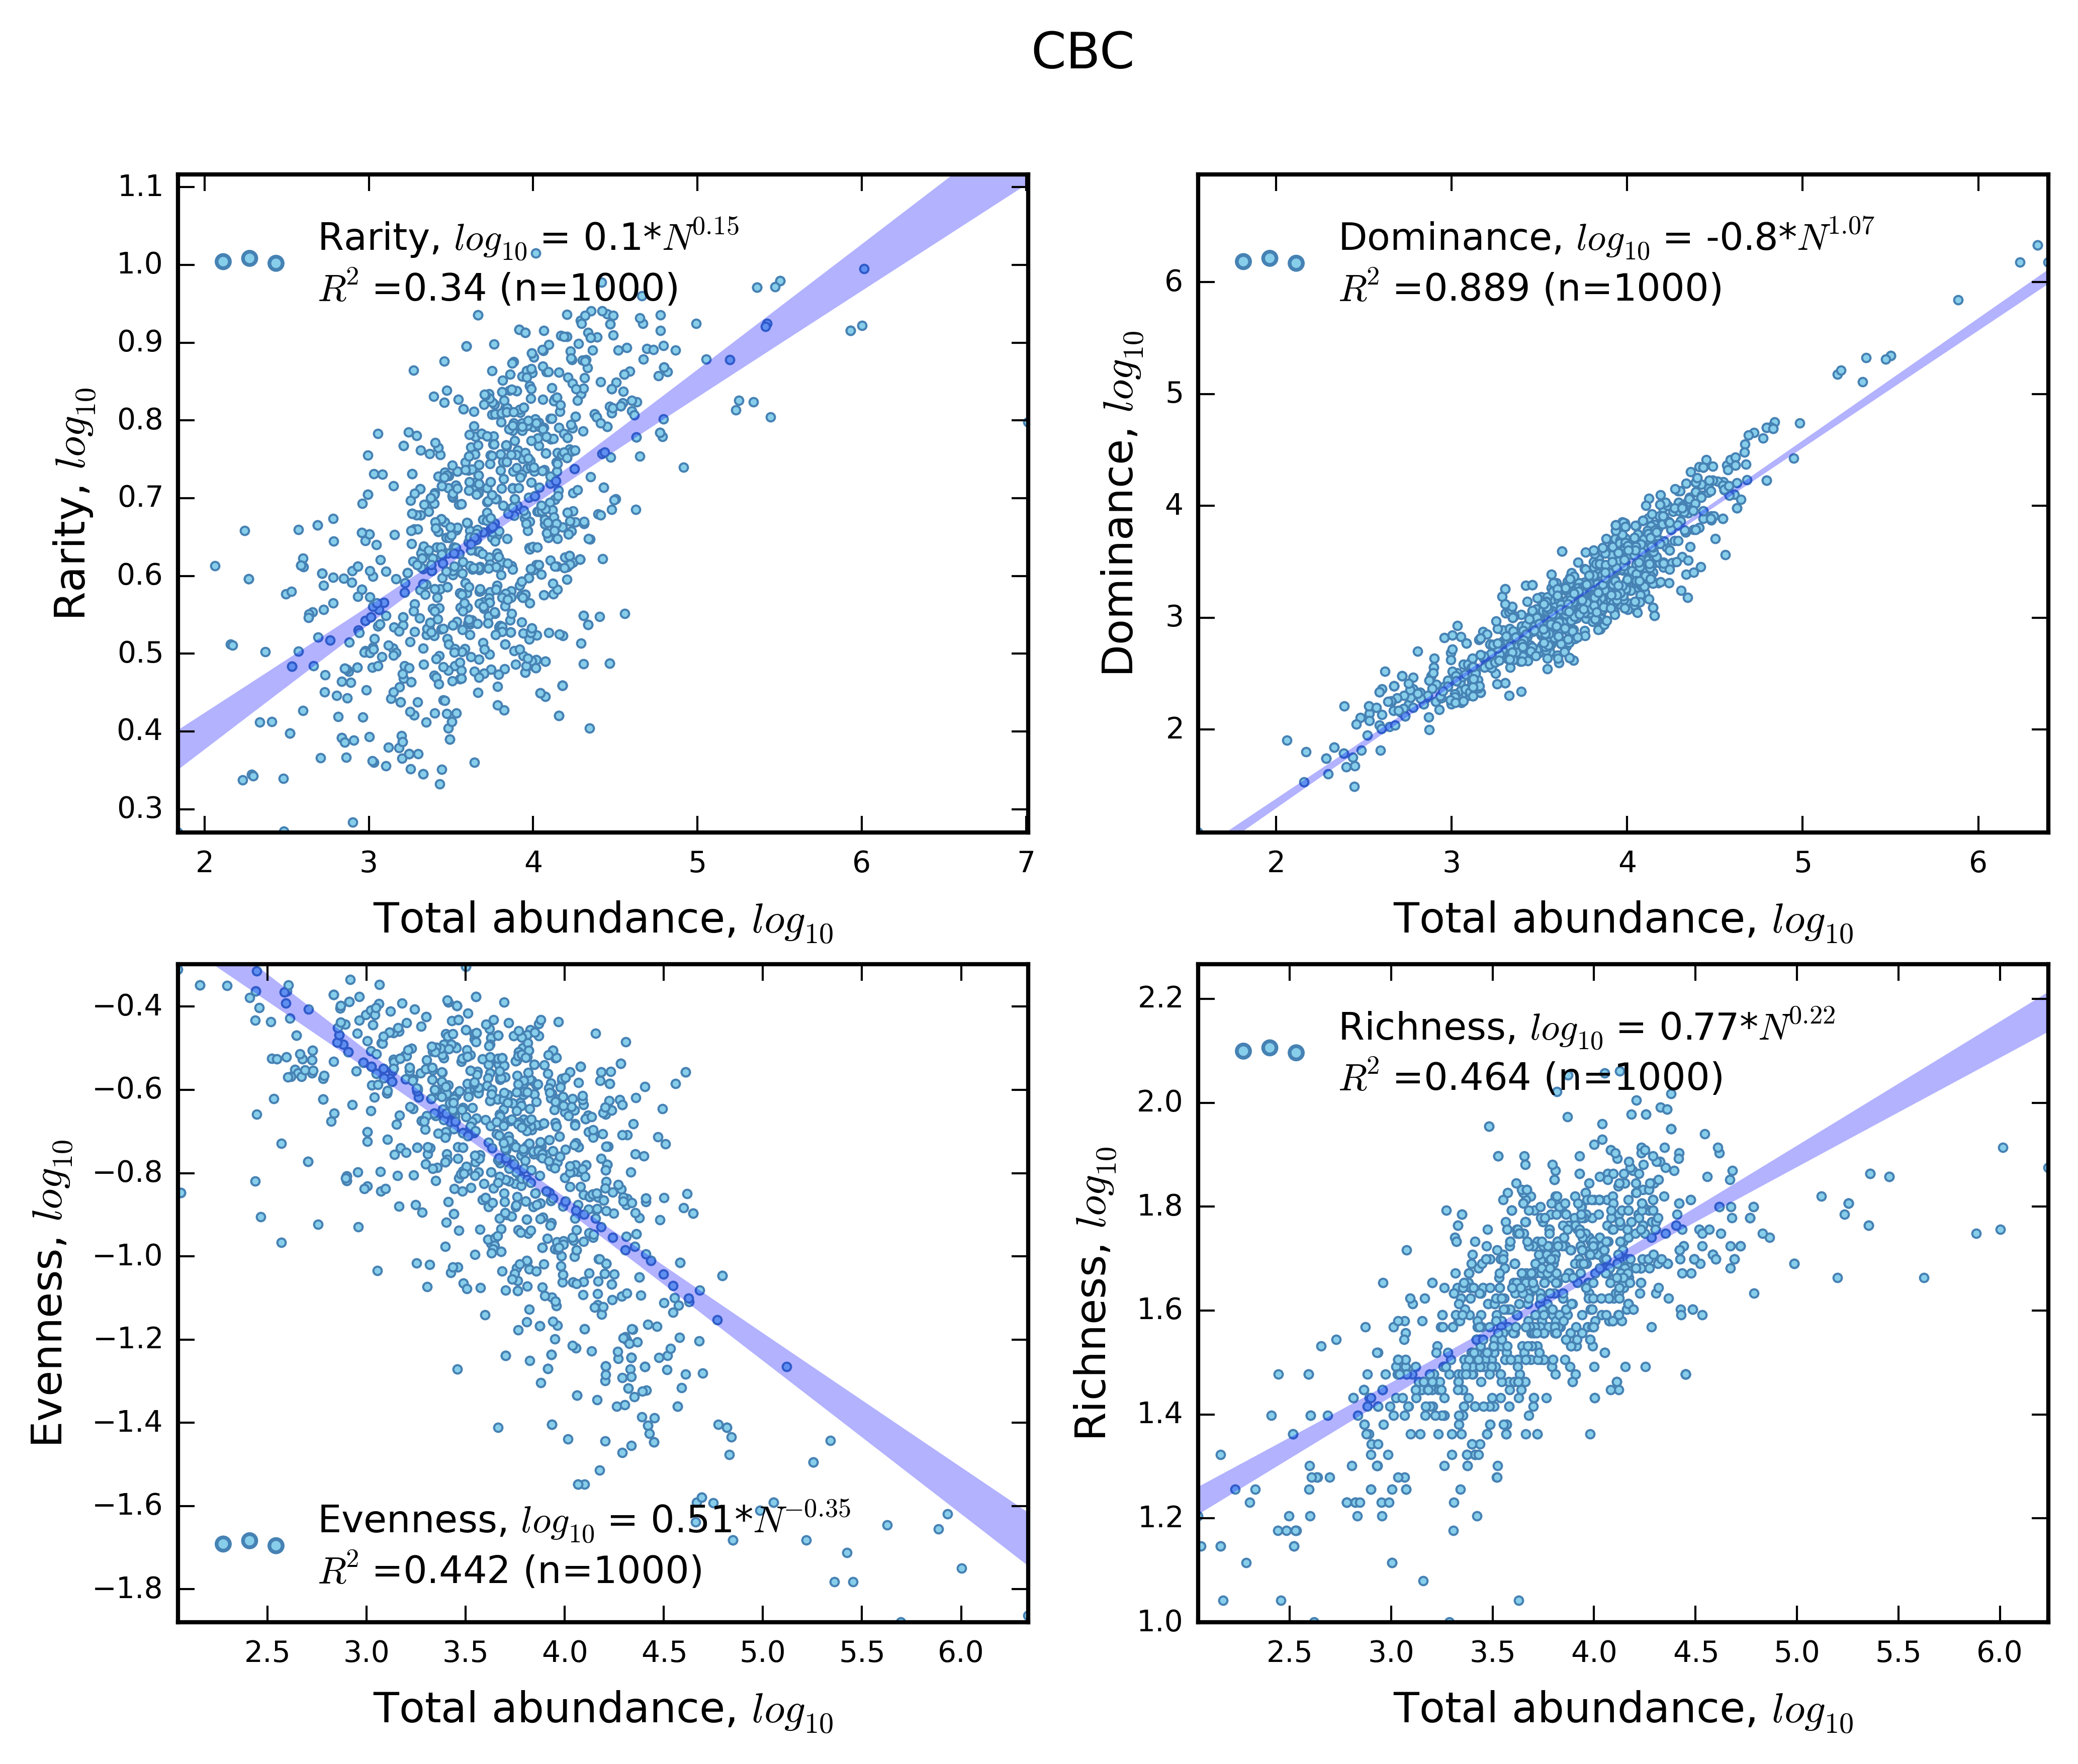 CBC
Rarity, log10 = 0.1*N^0.15
R^2 =0.34 (n=1000)
1.1
1.0
0.9
0.8
0.7
0.6
0.5
0.4
0.3
Rarity, log10
2 3 4 5 6 7
Total abundance, log10
Dominance, log10 = -0.8*N^1.07
R^2 =0.889 (n=1000)
6
5
4
3
2
Dominance, log10
2 3 4 5 6
Total abundance, log10
−0.4
−0.6
−0.8
−1.0
−1.2
−1.4
−1.6
−1.8
Evenness, log10
Evenness, log10 = 0.51*N^−0.35
R^2 =0.442 (n=1000)
2.5 3.0 3.5 4.0 4.5 5.0 5.5 6.0
Total abundance, log10
Richness, log10 = 0.77*N^0.22
R^2 =0.464 (n=1000)
2.2
2.0
1.8
1.6
1.4
1.2
1.0
Richness, log10
2.5 3.0 3.5 4.0 4.5 5.0 5.5 6.0
Total abundance, log10